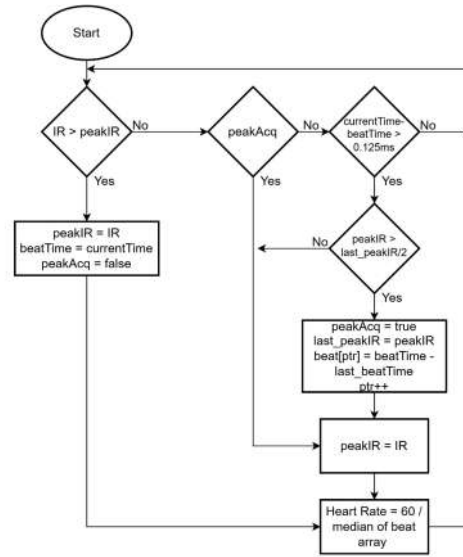 Start
IR > peakIR
No
peakAcq
No
currentTime-
beatTime >
0.125ms
No
Yes
Yes
Yes
peakIR = IR
beatTime = currentTime
peakAcq = false
No
peakIR >
last_peakIR/2
Yes
peakAcq = true
last_peakIR = peakIR
beat[ptr] = beatTime -
last_beatTime
ptr++
peakIR = IR
Heart Rate = 60 /
median of beat
array